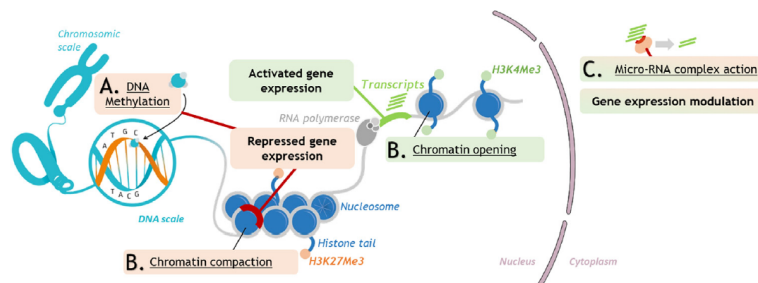 Chromosomic
scale
A. DNA
Methylation
A T G C
T A C G
DNA scale
Activated gene
expression
Transcripts
RNA polymerase
Repressed gene
expression
H3K4Me3
B. Chromatin opening
Nucleosome
Histone tail
H3K27Me3
B. Chromatin compaction
Nucleus
Cytoplasm
C. Micro-RNA complex action
Gene expression modulation